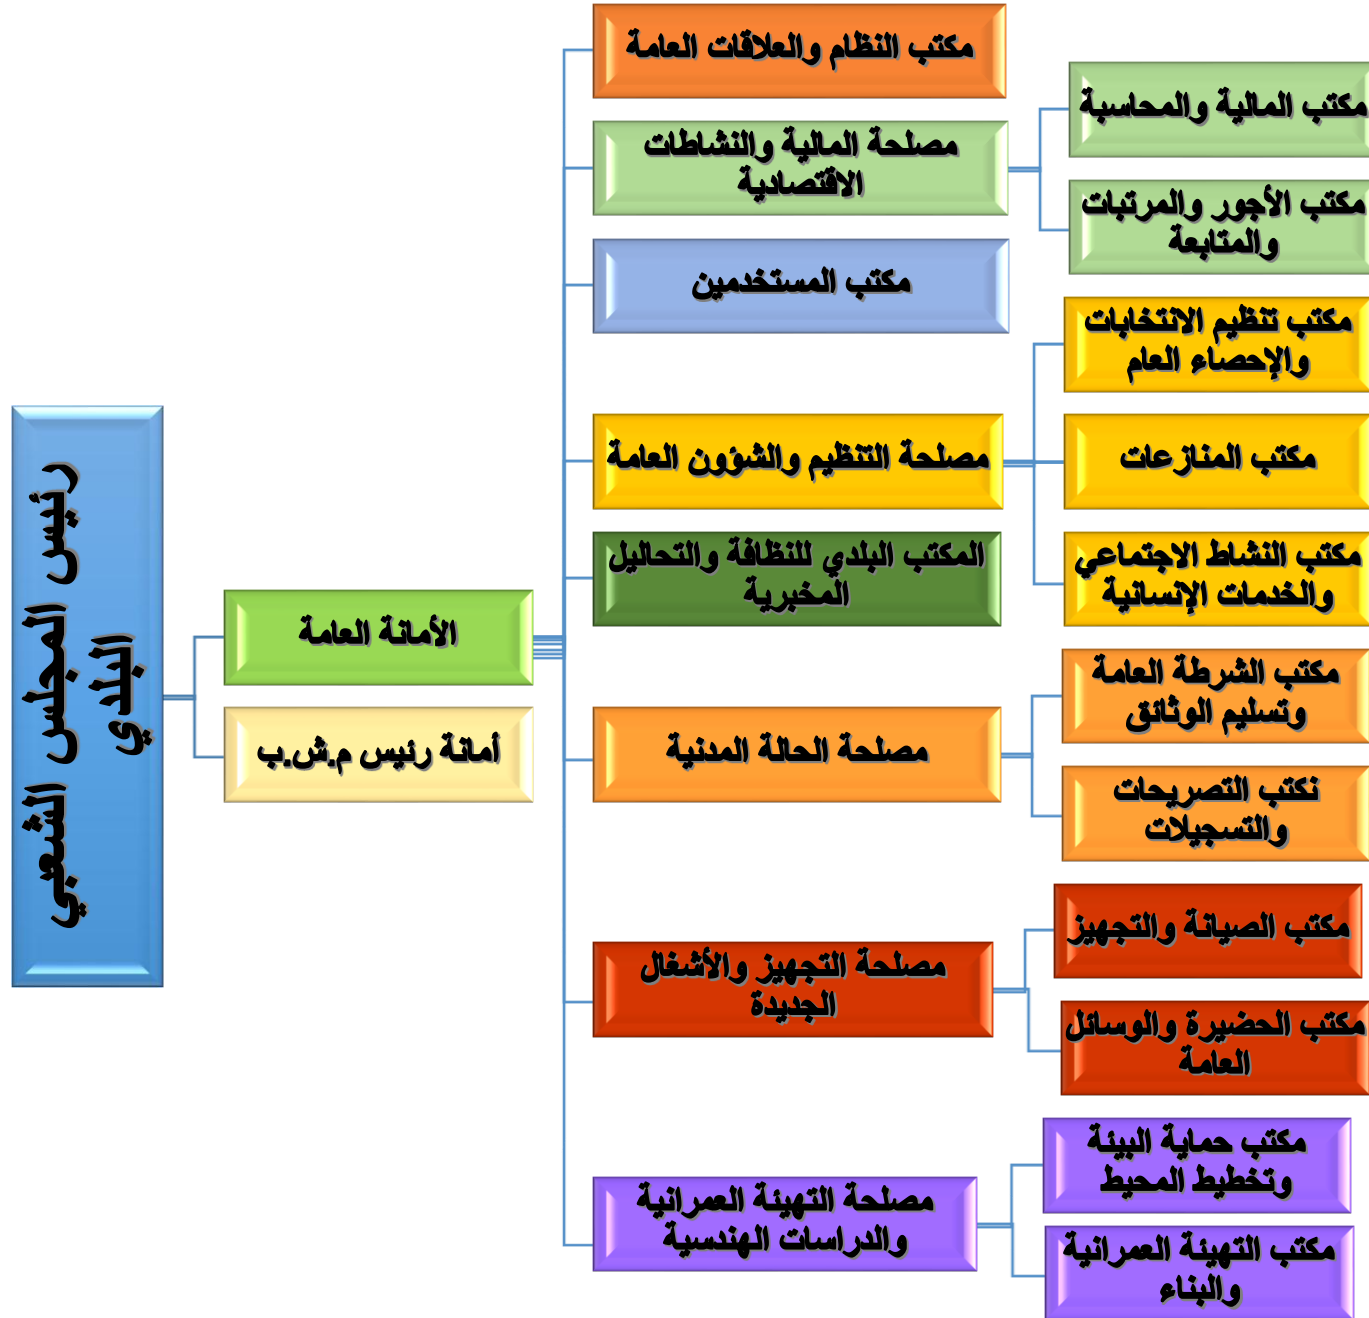 رئيس المجلس الشعبي
البلدي
الأمانة العامة
أمانة رئيس م.ش.ب
مكتب النظام والعلاقات العامة
مصلحة المالية والنشاطات
الاقتصادية
مكتب المالية والمحاسبة
مكتب الأجور والمرتبات
والمتابعة
مكتب المستخدمين
مصلحة التنظيم والشؤون العامة
مكتب تنظيم الانتخابات
والإحصاء العام
مكتب المنازعات
مكتب النشاط الاجتماعي
والخدمات الإنسانية
المكتب البلدي للنظافة والتحاليل
المخبرية
مصلحة الحالة المدنية
مكتب الشرطة العامة
وتسليم الوثائق
نكتب التصريحات
والتسجيلات
مصلحة التجهيز والأشغال
الجديدة
مكتب الصيانة والتجهيز
مكتب الحضيرة والوسائل
العامة
مصلحة التهيئة العمرانية
والدراسات الهندسية
مكتب حماية البيئة
وتخطيط المحيط
مكتب التهيئة العمرانية
والبناء